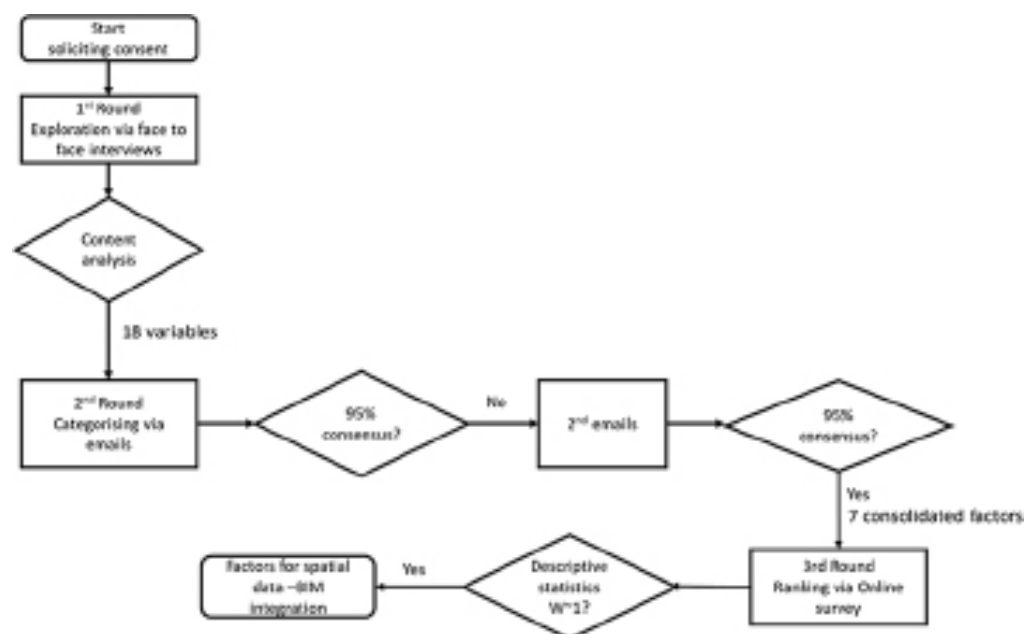 Start
soliciting consent
1st Round
Exploration via face to
face interviews
Content
analysis
18 variables
2nd Round
Categorising via
emails
95%
consensus?
No
2nd emails
95%
consensus?
Yes
7 consolidated factors
3rd Round
Ranking via Online
survey
Descriptive
statistics
W~1?
Yes
Factors for spatial
data –BIM
integration